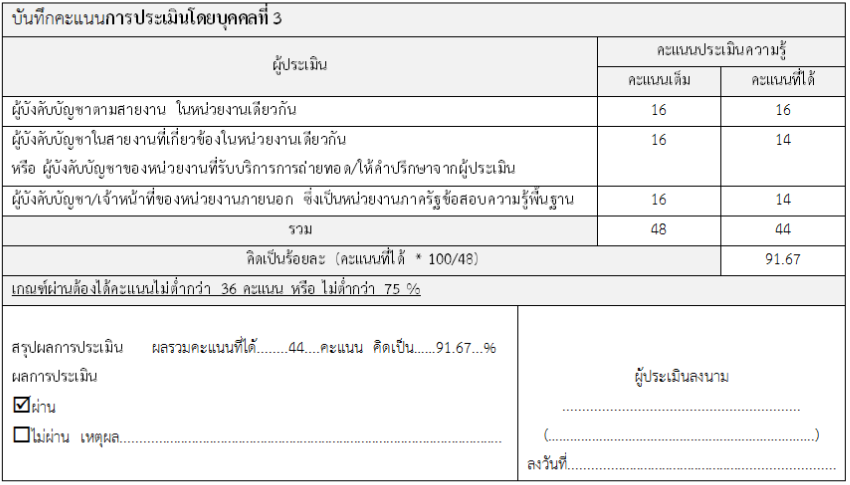 บันทึกคะแนนการประเมินโดยบุคคลที่ 3
ผู้ประเมิน
คะแนนประเมินความรู้
คะแนนเต็ม คะแนนที่ได้
ผู้บังคับบัญชาตามสายงาน ในหน่วยงานเดียวกัน 16 16
ผู้บังคับบัญชาในสายงานที่เกี่ยวข้องในหน่วยงานเดียวกัน 16 14
หรือ ผู้บังคับบัญชาของหน่วยงานที่รับบริการการถ่ายทอด/ให้คำปรึกษาจากผู้ประเมิน
ผู้บังคับบัญชา/เจ้าหน้าที่ของหน่วยงานภายนอก ซึ่งเป็นหน่วยงานภาครัฐข้อสอบความรู้พื้นฐาน 16 14
รวม 48 44
คิดเป็นร้อยละ (คะแนนที่ได้ * 100/48) 91.67
เกณฑ์ผ่านต้องได้คะแนนไม่ต่ำกว่า 36 คะแนน หรือ ไม่ต่ำกว่า 75 %
สรุปผลการประเมิน ผลรวมคะแนนที่ได้........44....คะแนน คิดเป็น......91.67...%
ผลการประเมิน
☑ผ่าน
☐ไม่ผ่าน เหตุผล....................................................................................................
ผู้ประเมินลงนาม
............................................................
(...................................................................)
ลงวันที่....................................................................